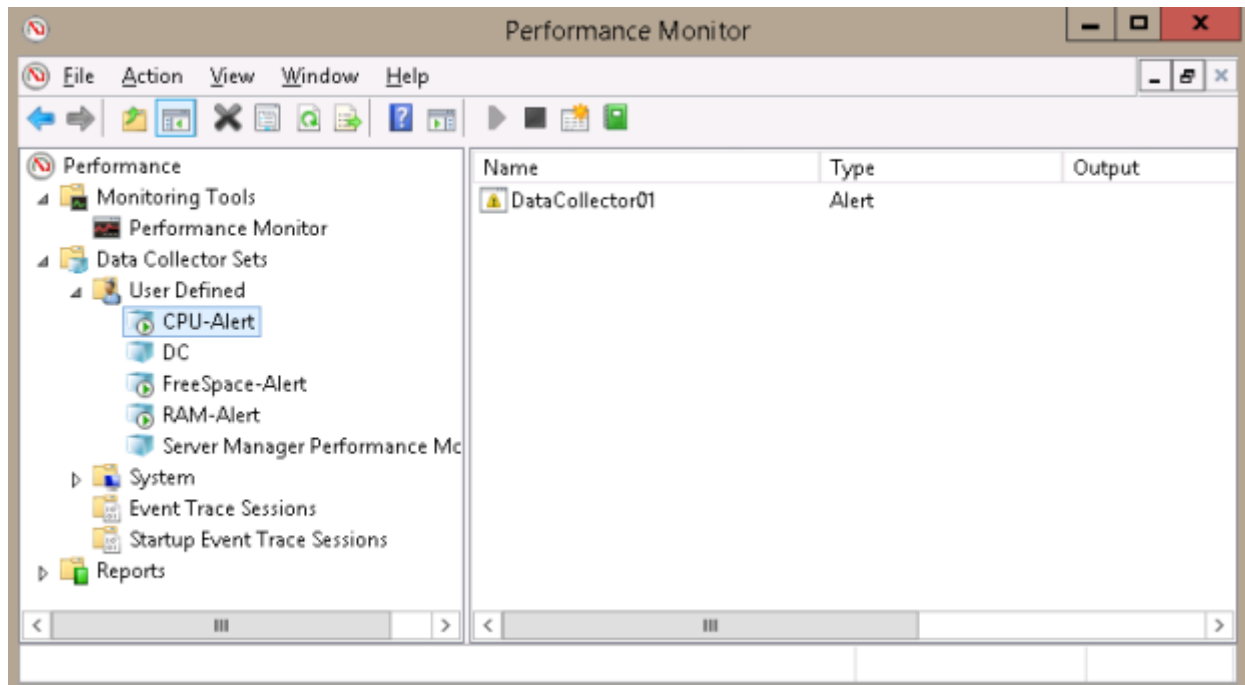 Performance Monitor
File Action View Window Help
Performance
Monitoring Tools
Performance Monitor
Data Collector Sets
User Defined
CPU-Alert
DC
FreeSpace-Alert
RAM-Alert
Server Manager Performance Mc
System
Event Trace Sessions
Startup Event Trace Sessions
Reports
Name Type Output
DataCollector01 Alert